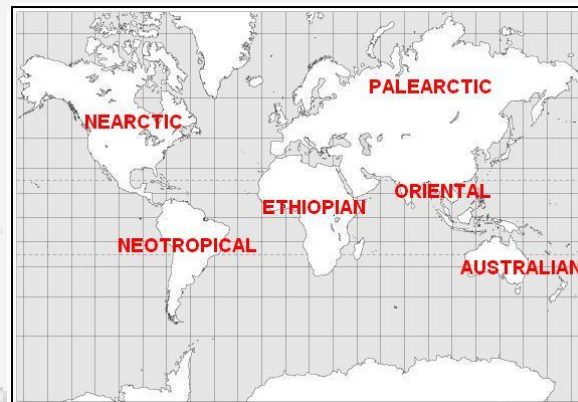 PALEARCTIC
NEARCTIC
ORIENTAL
ETHIOPIAN
NEOTROPICAL
AUSTRALIAN